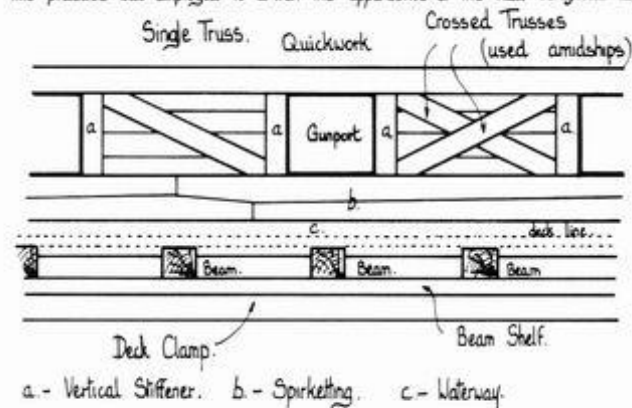 Single Truss.
Quickwork
Crossed Trusses
(used amidships)
a
a
Gunport
a
a
b.
c.
deck line.
Beam.
Beam.
Beam
Deck Clamp.
Beam Shelf.
a.- Vertical Stiffener. b.- Spirketting. c.- Waterway.